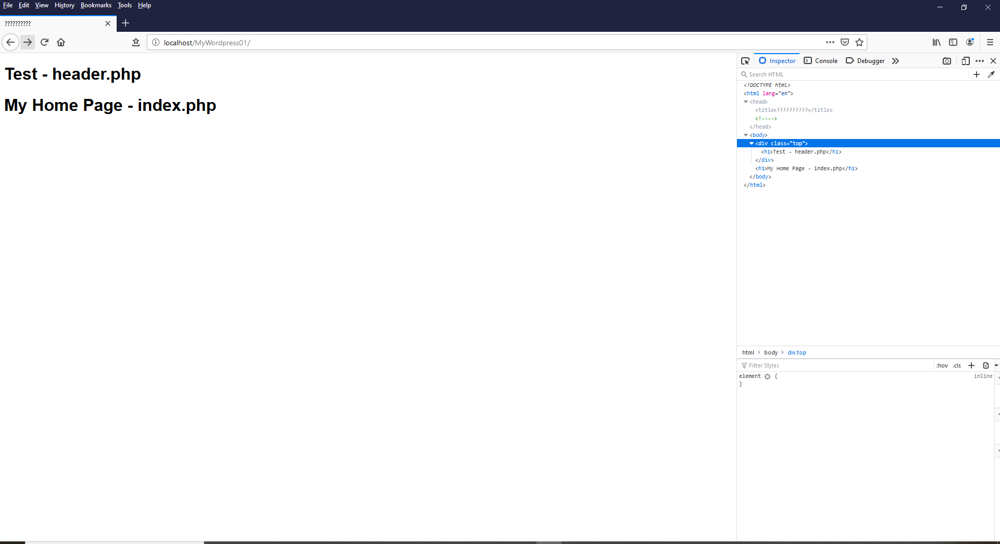 File Edit View History Bookmarks Tools Help
??????????
localhost/MyWordpress01/
Test - header.php
My Home Page - index.php
Inspector Console Debugger
Search HTML
<!DOCTYPE html>
<html lang="en">
<head>
<title>??????????</title>
<!---->
</head>
<body>
<div class="top">
<h1>Test - header.php</h1>
</div>
<h1>My Home Page - index.php</h1>
</body>
</html>
html > body > div.top
Filter Styles :hov .cls
element { inline
}